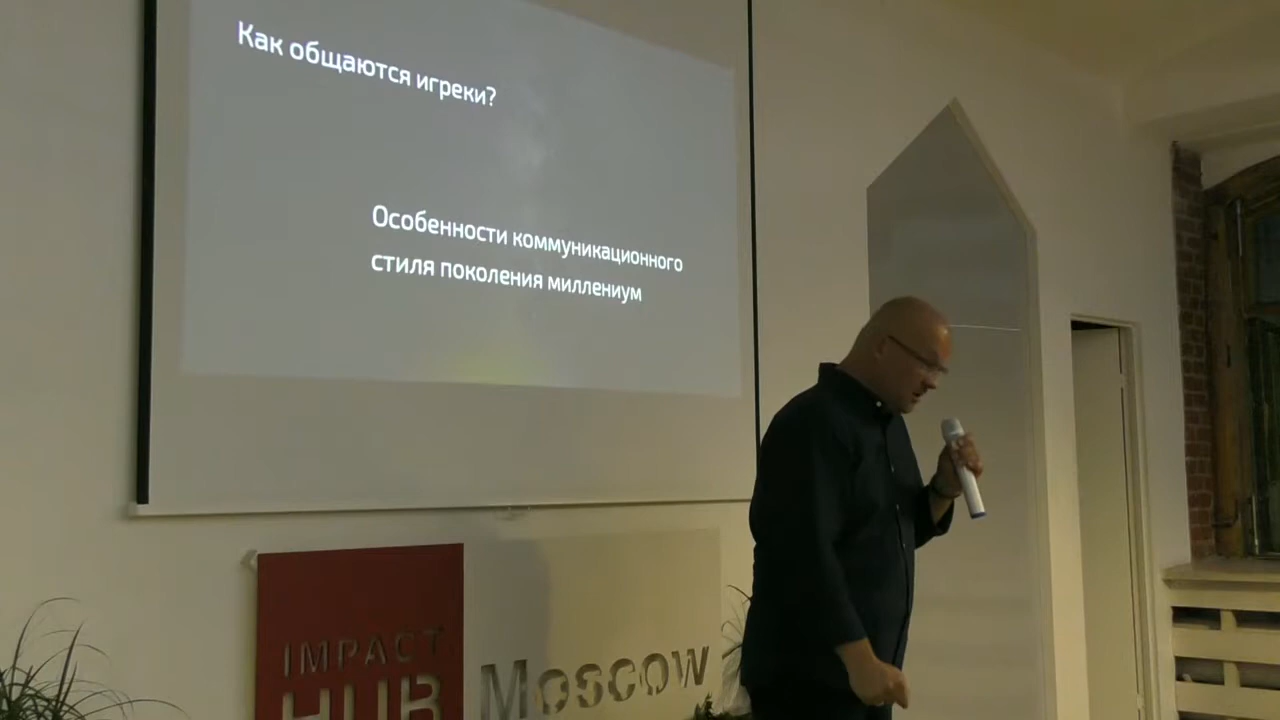 Как общаются игреки?
Особенности коммуникационного
стиля поколения миллениум
IMPACT
HUB Moscow